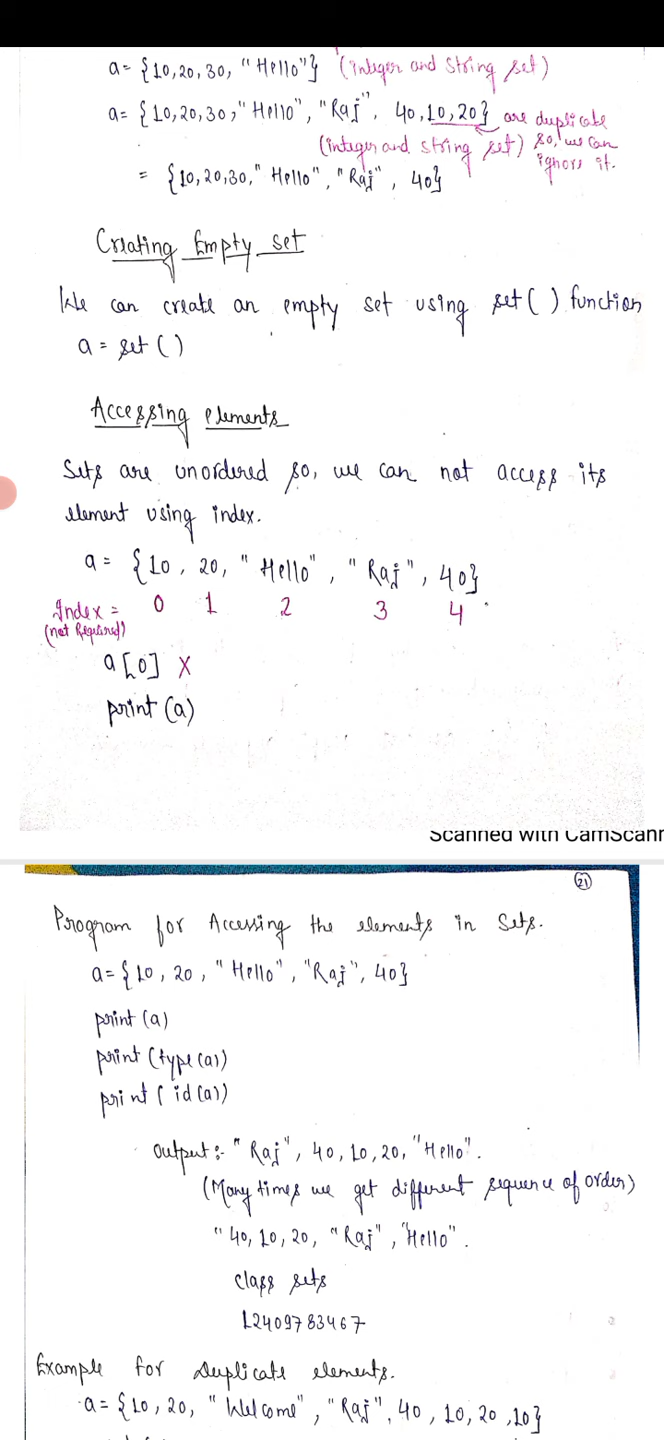 a= {10,20,30, "Hello"} (integer and string set)
a= {10,20,30,"Hello", "Raj", 40,10,20} are duplicate
(integer and string set) so, we can
ignors it.
= {10,20,30," Hello", "Raj", 40}
Creating Empty set
We can create an empty set using set( ) function
a = set ( )
Accessing elements
Sets are unordered so, we can not access its
element using index.
a = {10, 20, "Hello", "Raj", 40}
Index = 0 1 2 3 4
(not Required)
a[0] X
print (a)
Scanned with CamScanr
21
Program for Accessing the elements in Sets.
a= {10, 20, "Hello", "Raj", 40}
print (a)
print (type(a))
print ( id(a))
output:- "Raj", 40, 10, 20, "Hello".
(Many times we get different sequence of order)
"40, 10, 20, "Raj", "Hello".
class sets
12409783467
Example for duplicate elements.
a= {10, 20, "Welcome", "Raj", 40, 10, 20, 10}